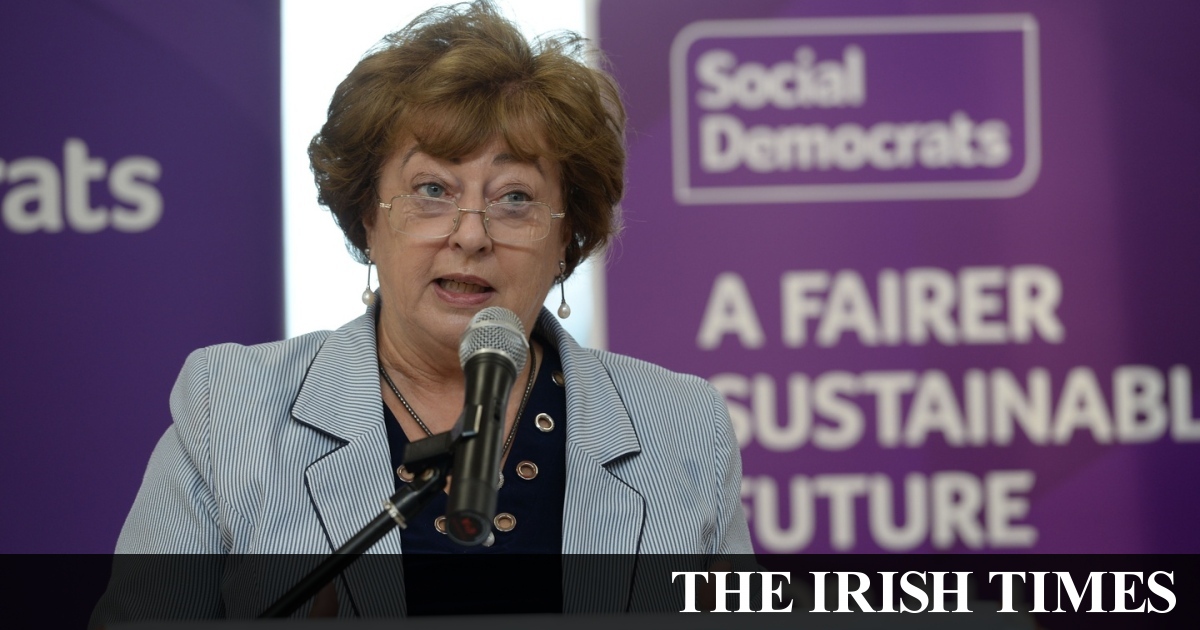 rats
Social
Democrats
A FAIRER
SUSTAINABL
FUTURE
THE IRISH TIMES